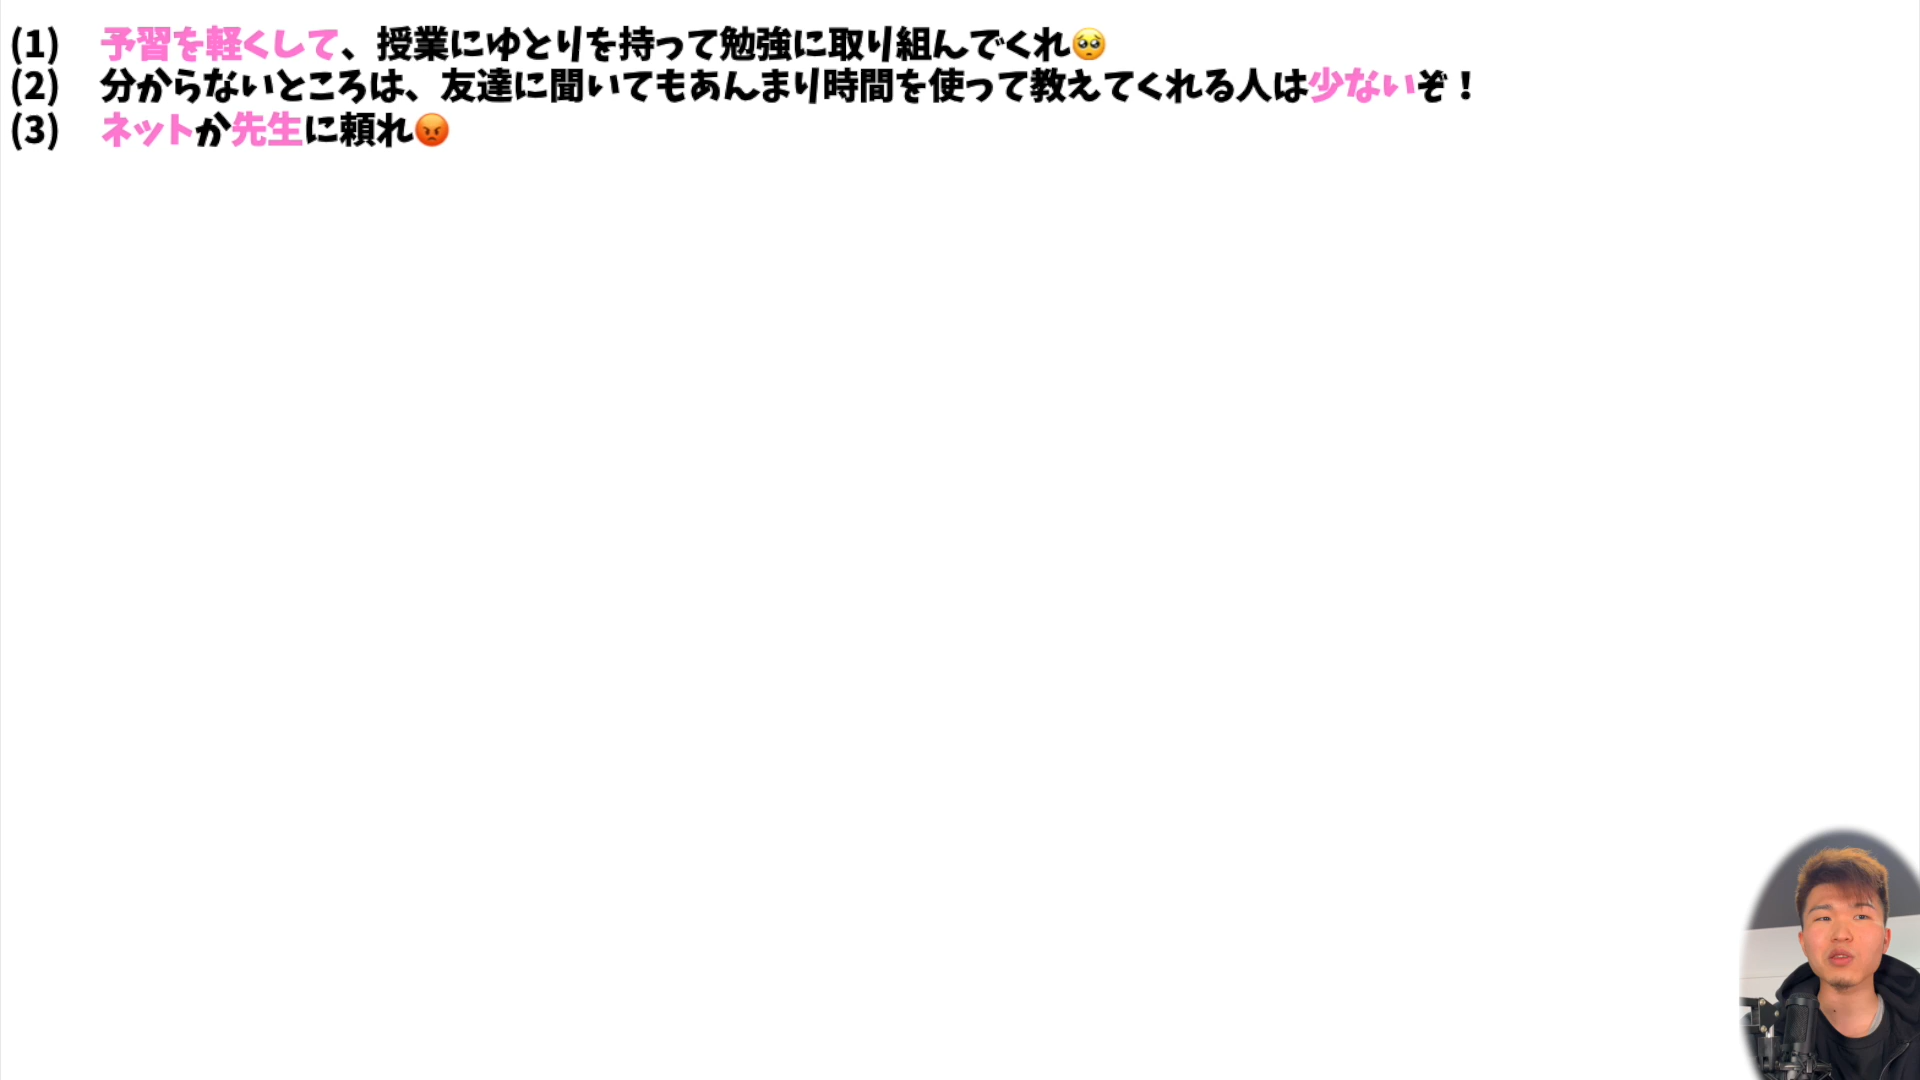 (1) 予習を軽くして、授業にゆとりを持って勉強に取り組んでくれ🥺
(2) 分からないところは、友達に聞いてもあんまり時間を使って教えてくれる人は少ないぞ！
(3) ネットか先生に頼れ😡